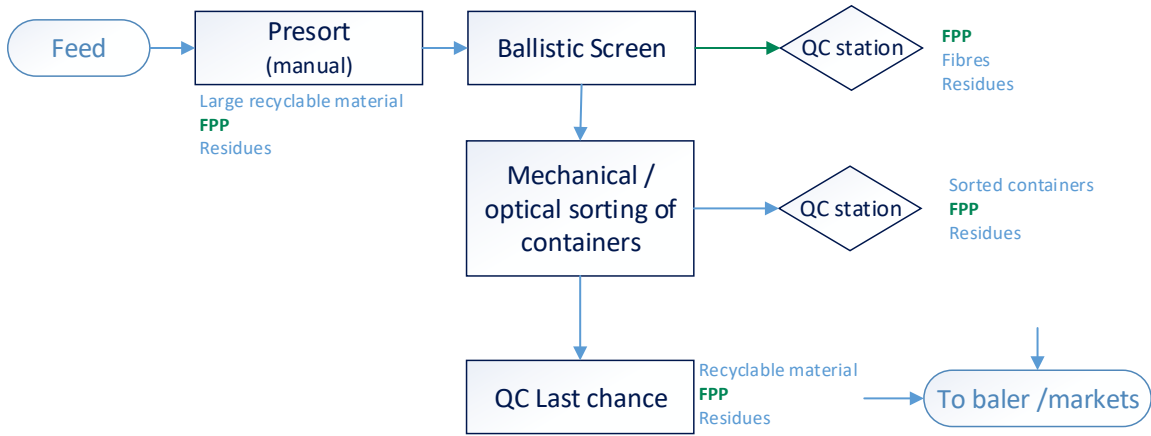 Feed
Presort
(manual)
Large recyclable material
FPP
Residues
Ballistic Screen
QC station
FPP
Fibres
Residues
Mechanical /
optical sorting of
containers
QC station
Sorted containers
FPP
Residues
QC Last chance
Recyclable material
FPP
Residues
To baler /markets